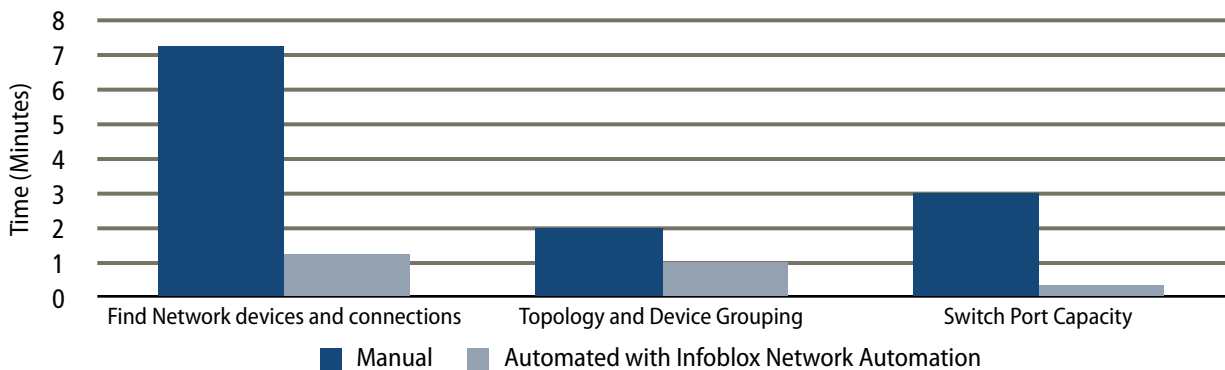 8
7
6
5
4
3
2
1
0
Time (Minutes)
Find Network devices and connections
Topology and Device Grouping
Switch Port Capacity
Manual
Automated with Infoblox Network Automation